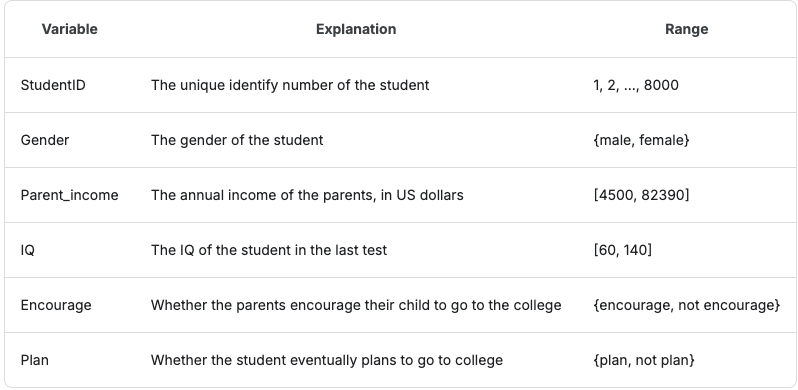 Variable Explanation Range
StudentID The unique identify number of the student 1, 2, ..., 8000
Gender The gender of the student {male, female}
Parent_income The annual income of the parents, in US dollars [4500, 82390]
IQ The IQ of the student in the last test [60, 140]
Encourage Whether the parents encourage their child to go to the college {encourage, not encourage}
Plan Whether the student eventually plans to go to college {plan, not plan}